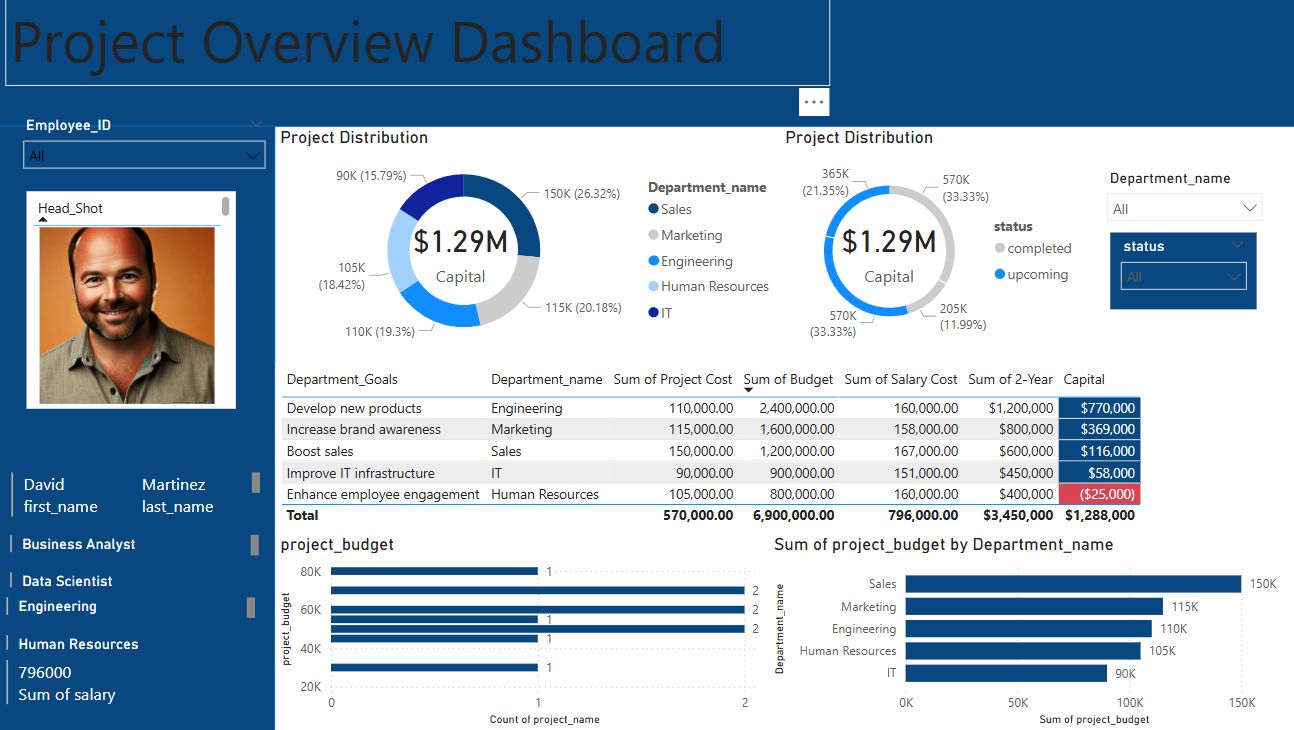 Project Overview Dashboard
Employee_ID
All
Head_Shot
David
first_name
Martinez
last_name
Business Analyst
Data Scientist
Engineering
Human Resources
796000
Sum of salary
Project Distribution
90K (15.79%)
150K (26.32%)
105K
(18.42%)
110K (19.3%)
115K (20.18%)
$1.29M
Capital
Department_name
Sales
Marketing
Engineering
Human Resources
IT
Project Distribution
365K
(21.35%)
570K
(33.33%)
570K
(33.33%)
205K
(11.99%)
$1.29M
Capital
status
completed
upcoming
Department_name
All
status
All
Department_Goals Department_name Sum of Project Cost Sum of Budget Sum of Salary Cost Sum of 2-Year Capital
Develop new products Engineering 110,000.00 2,400,000.00 160,000.00 $1,200,000 $770,000
Increase brand awareness Marketing 115,000.00 1,600,000.00 158,000.00 $800,000 $369,000
Boost sales Sales 150,000.00 1,200,000.00 167,000.00 $600,000 $116,000
Improve IT infrastructure IT 90,000.00 900,000.00 151,000.00 $450,000 $58,000
Enhance employee engagement Human Resources 105,000.00 800,000.00 160,000.00 $400,000 ($25,000)
Total 570,000.00 6,900,000.00 796,000.00 $3,450,000 $1,288,000
project_budget
project_budget
80K
60K
40K
20K
1
2
2
1
2
1
1
0 1 2
Count of project_name
Sum of project_budget by Department_name
Department_name
Sales 150K
Marketing 115K
Engineering 110K
Human Resources 105K
IT 90K
0K 50K 100K 150K
Sum of project_budget